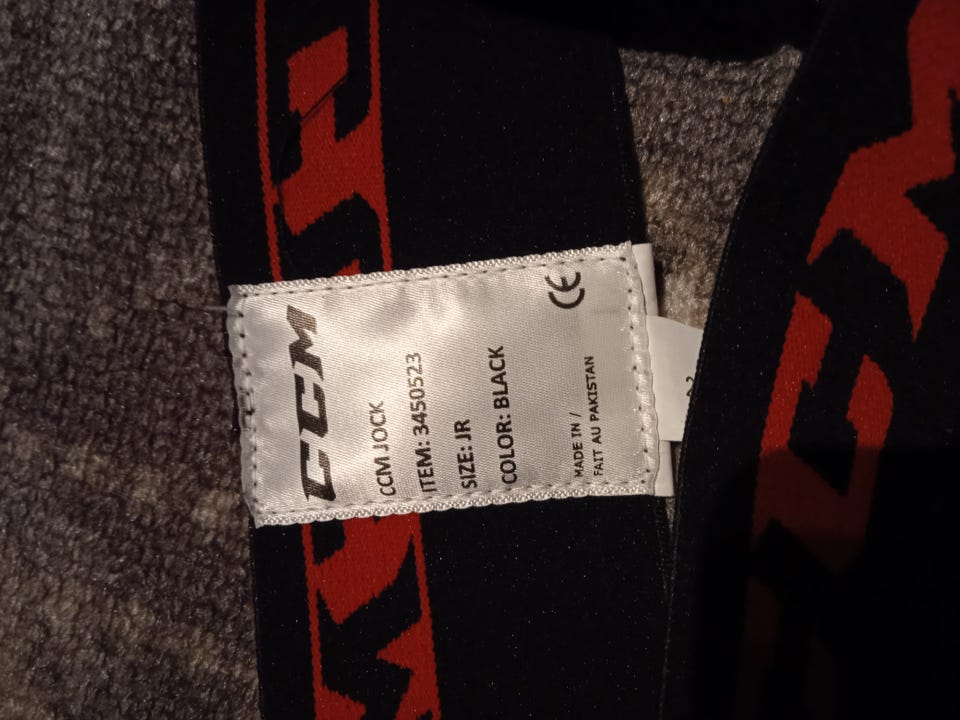 CCM
CCM JOCK
ITEM: 3450523
SIZE: JR
COLOR: BLACK
MADE IN /
FAIT AU PAKISTAN
CE